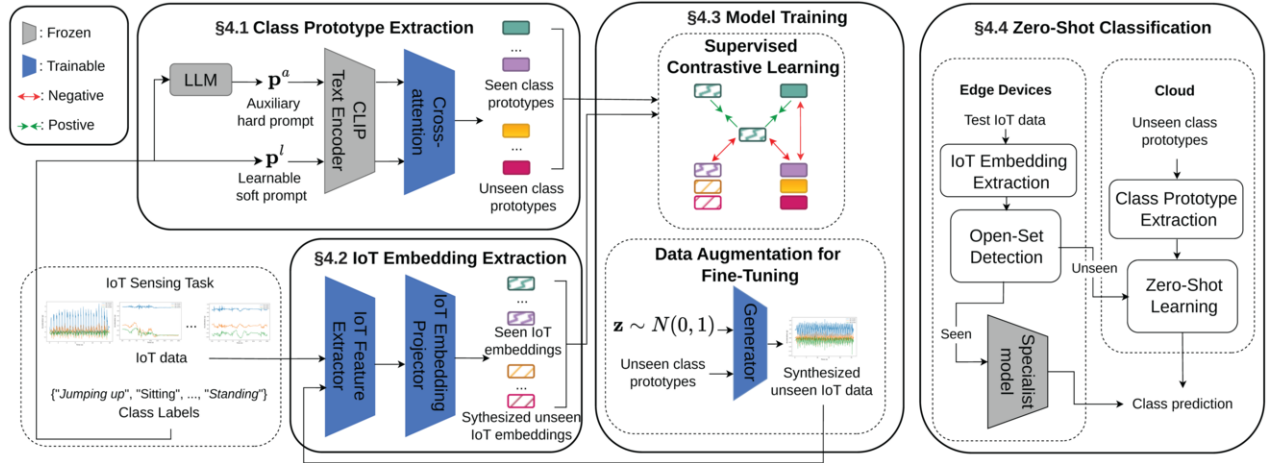 : Frozen
: Trainable
: Negative
: Postive
§4.1 Class Prototype Extraction
LLM
p^a
Auxiliary
hard prompt
p^l
Learnable
soft prompt
CLIP
Text Encoder
Cross-
attention
...
Seen class
prototypes
...
Unseen class
prototypes
IoT Sensing Task
...
IoT data
{"Jumping up", "Sitting", ..., "Standing"}
Class Labels
§4.2 IoT Embedding Extraction
IoT Feature
Extractor
IoT Embedding
Projector
...
Seen IoT
embeddings
...
Sythesized unseen
IoT embeddings
§4.3 Model Training
Supervised
Contrastive Learning
Data Augmentation for
Fine-Tuning
z ∼ N(0, 1)
Unseen class
prototypes
Generator
Synthesized
unseen IoT data
§4.4 Zero-Shot Classification
Edge Devices
Test IoT data
IoT Embedding
Extraction
Open-Set
Detection
Unseen
Seen
Specialist
model
Cloud
Unseen class
prototypes
Class Prototype
Extraction
Zero-Shot
Learning
Class prediction